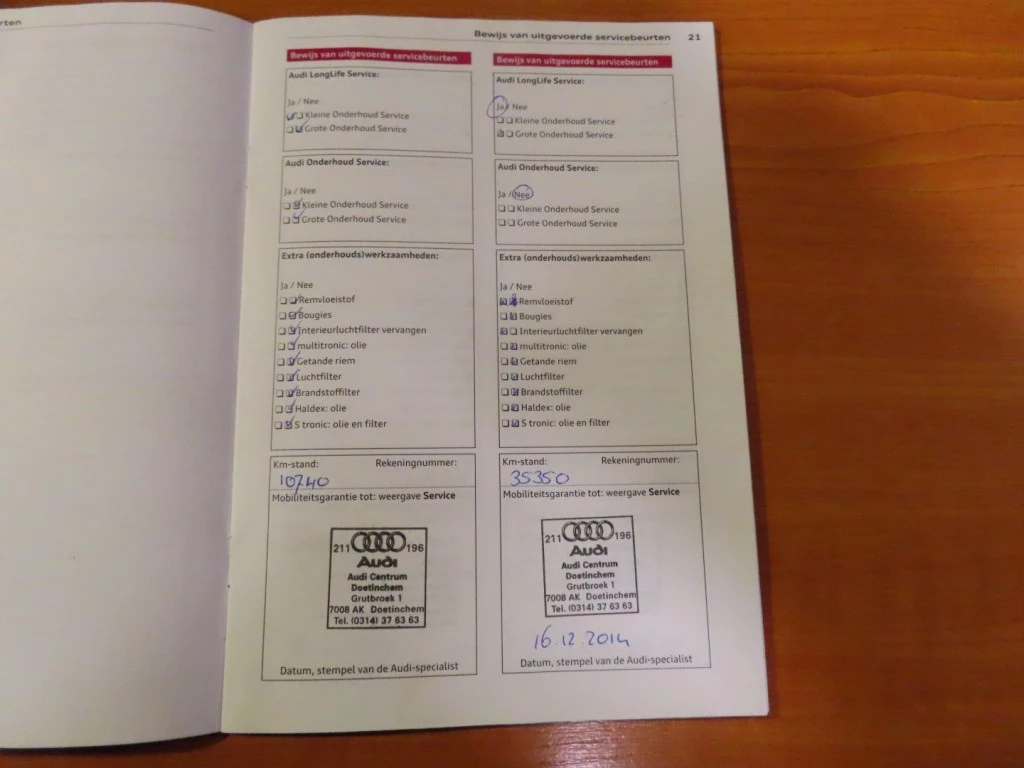 rten
Bewijs van uitgevoerde servicebeurten 21
Bewijs van uitgevoerde servicebeurten
Audi LongLife Service:
Ja / Nee
Kleine Onderhoud Service
Grote Onderhoud Service
Audi Onderhoud Service:
Ja / Nee
Kleine Onderhoud Service
Grote Onderhoud Service
Extra (onderhouds)werkzaamheden:
Ja / Nee
Remvloeistof
Bougies
Interieurluchtfilter vervangen
multitronic: olie
Getande riem
Luchtfilter
Brandstoffilter
Haldex: olie
S tronic: olie en filter
Km-stand: Rekeningnummer:
10740
Mobiliteitsgarantie tot: weergave Service
211 196
Audi
Audi Centrum
Doetinchem
Grutbroek 1
7008 AK Doetinchem
Tel. (0314) 37 63 63
Datum, stempel van de Audi-specialist
Bewijs van uitgevoerde servicebeurten
Audi LongLife Service:
Ja / Nee
Kleine Onderhoud Service
Grote Onderhoud Service
Audi Onderhoud Service:
Ja / Nee
Kleine Onderhoud Service
Grote Onderhoud Service
Extra (onderhouds)werkzaamheden:
Ja / Nee
Remvloeistof
Bougies
Interieurluchtfilter vervangen
multitronic: olie
Getande riem
Luchtfilter
Brandstoffilter
Haldex: olie
S tronic: olie en filter
Km-stand: Rekeningnummer:
35350
Mobiliteitsgarantie tot: weergave Service
211 196
Audi
Audi Centrum
Doetinchem
Grutbroek 1
7008 AK Doetinchem
Tel. (0314) 37 63 63
16.12.2014
Datum, stempel van de Audi-specialist